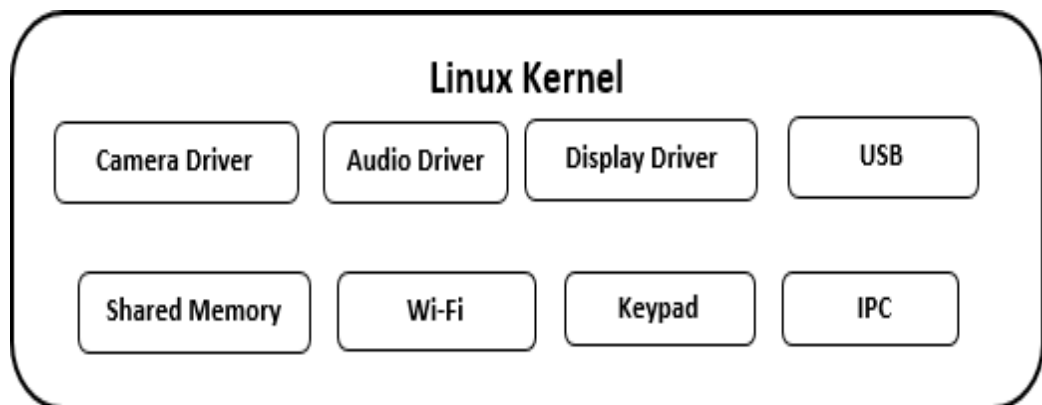 Linux Kernel
Camera Driver
Audio Driver
Display Driver
USB
Shared Memory
Wi-Fi
Keypad
IPC